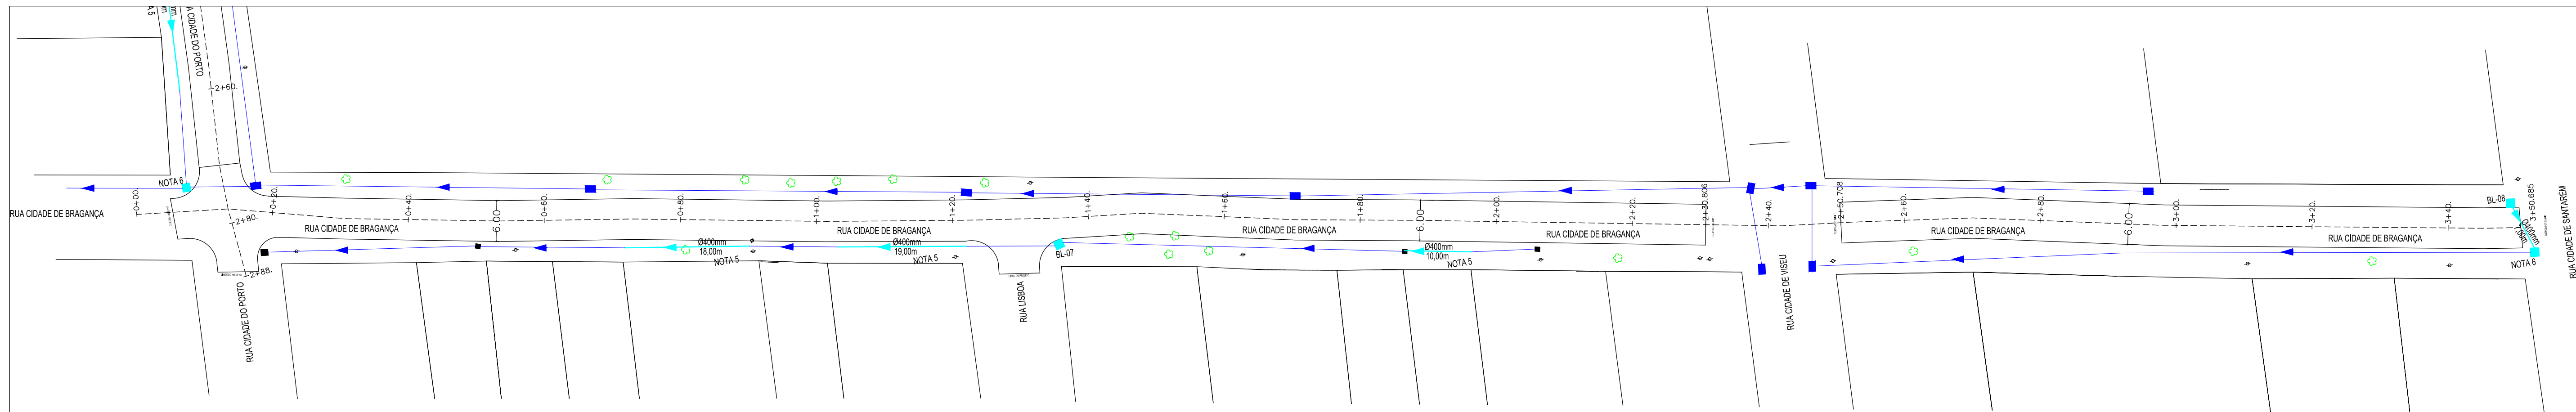 RUA CIDADE DO PORTO
2+60.
NOTA 6
0+00.
0+20.
0+40.
0+60.
0+80.
1+00.
1+20.
1+40.
1+60.
1+80.
2+00.
2+20.
2+30.806
2+40.
2+50.708
2+60.
2+80.
3+00.
3+20.
3+40.
3+50.685
BL-08
RUA CIDADE DE BRAGANÇA
2+80.
RUA CIDADE DE BRAGANÇA
6.00
RUA CIDADE DE BRAGANÇA
RUA CIDADE DE BRAGANÇA
6.00
RUA CIDADE DE BRAGANÇA
RUA CIDADE DE BRAGANÇA
6.00
RUA CIDADE DE BRAGANÇA
Ø400mm
18,00m
NOTA 5
Ø400mm
19,00m
NOTA 5
BL-07
Ø400mm
10,00m
NOTA 5
Ø400mm
7,00m
NOTA 6
2+88.
RUA CIDADE DO PORTO
RUA LISBOA
RUA CIDADE DE VISEU
RUA CIDADE DE SANTARÉM